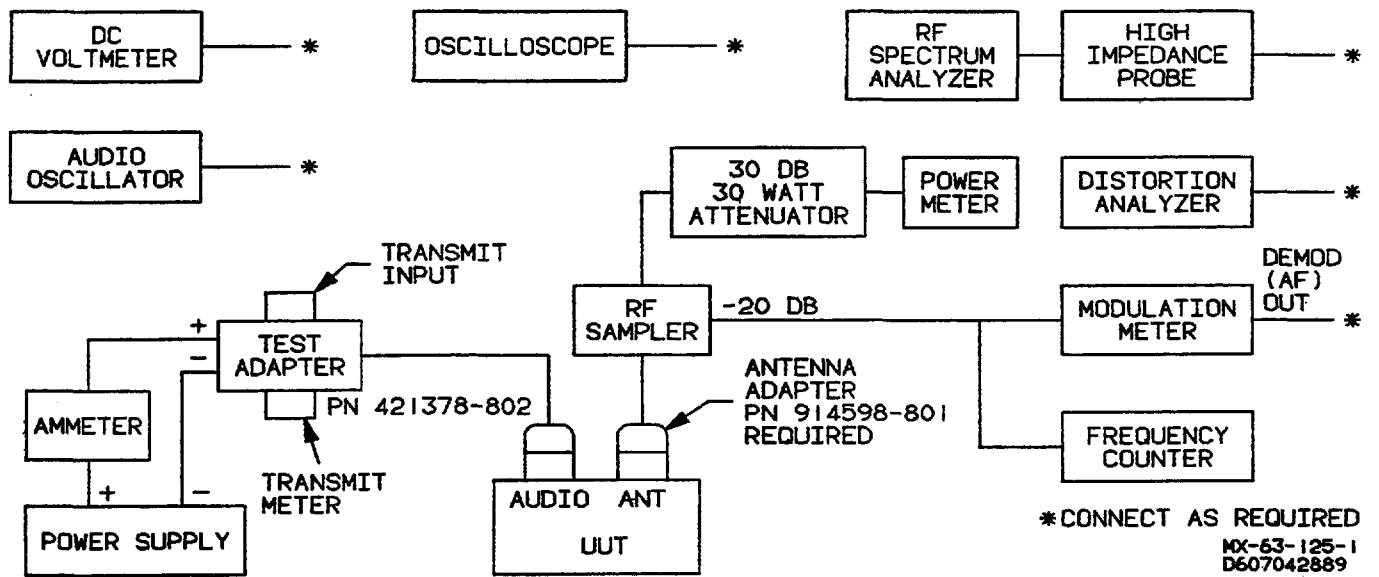 DC
VOLTMETER
*
OSCILLOSCOPE
*
RF
SPECTRUM
ANALYZER
HIGH
IMPEDANCE
PROBE
*
AUDIO
OSCILLATOR
*
30 DB
30 WATT
ATTENUATOR
POWER
METER
DISTORTION
ANALYZER
*
TRANSMIT
INPUT
RF
SAMPLER
-20 DB
MODULATION
METER
DEMOD
(AF)
OUT
*
+
-
TEST
ADAPTER
PN 421378-802
ANTENNA
ADAPTER
PN 914598-801
REQUIRED
AMMETER
FREQUENCY
COUNTER
TRANSMIT
METER
+
-
POWER SUPPLY
AUDIO ANT
UUT
*CONNECT AS REQUIRED
MX-63-125-1
D607042889